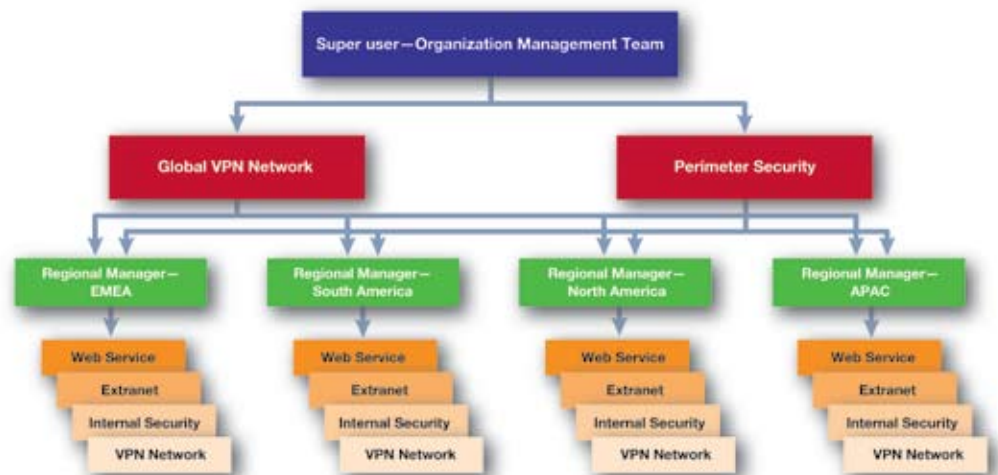 Super user—Organization Management Team
Global VPN Network
Perimeter Security
Regional Manager—
EMEA
Regional Manager—
South America
Regional Manager—
North America
Regional Manager—
APAC
Web Service
Extranet
Internal Security
VPN Network
Web Service
Extranet
Internal Security
VPN Network
Web Service
Extranet
Internal Security
VPN Network
Web Service
Extranet
Internal Security
VPN Network